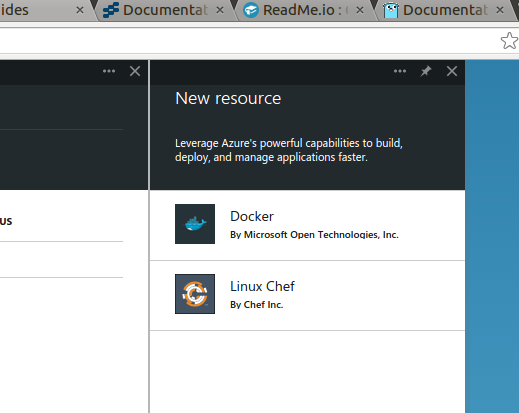 ides
Documentat
ReadMe.io :
Documentat
New resource
Leverage Azure's powerful capabilities to build,
deploy, and manage applications faster.
us
Docker
By Microsoft Open Technologies, Inc.
Linux Chef
By Chef Inc.